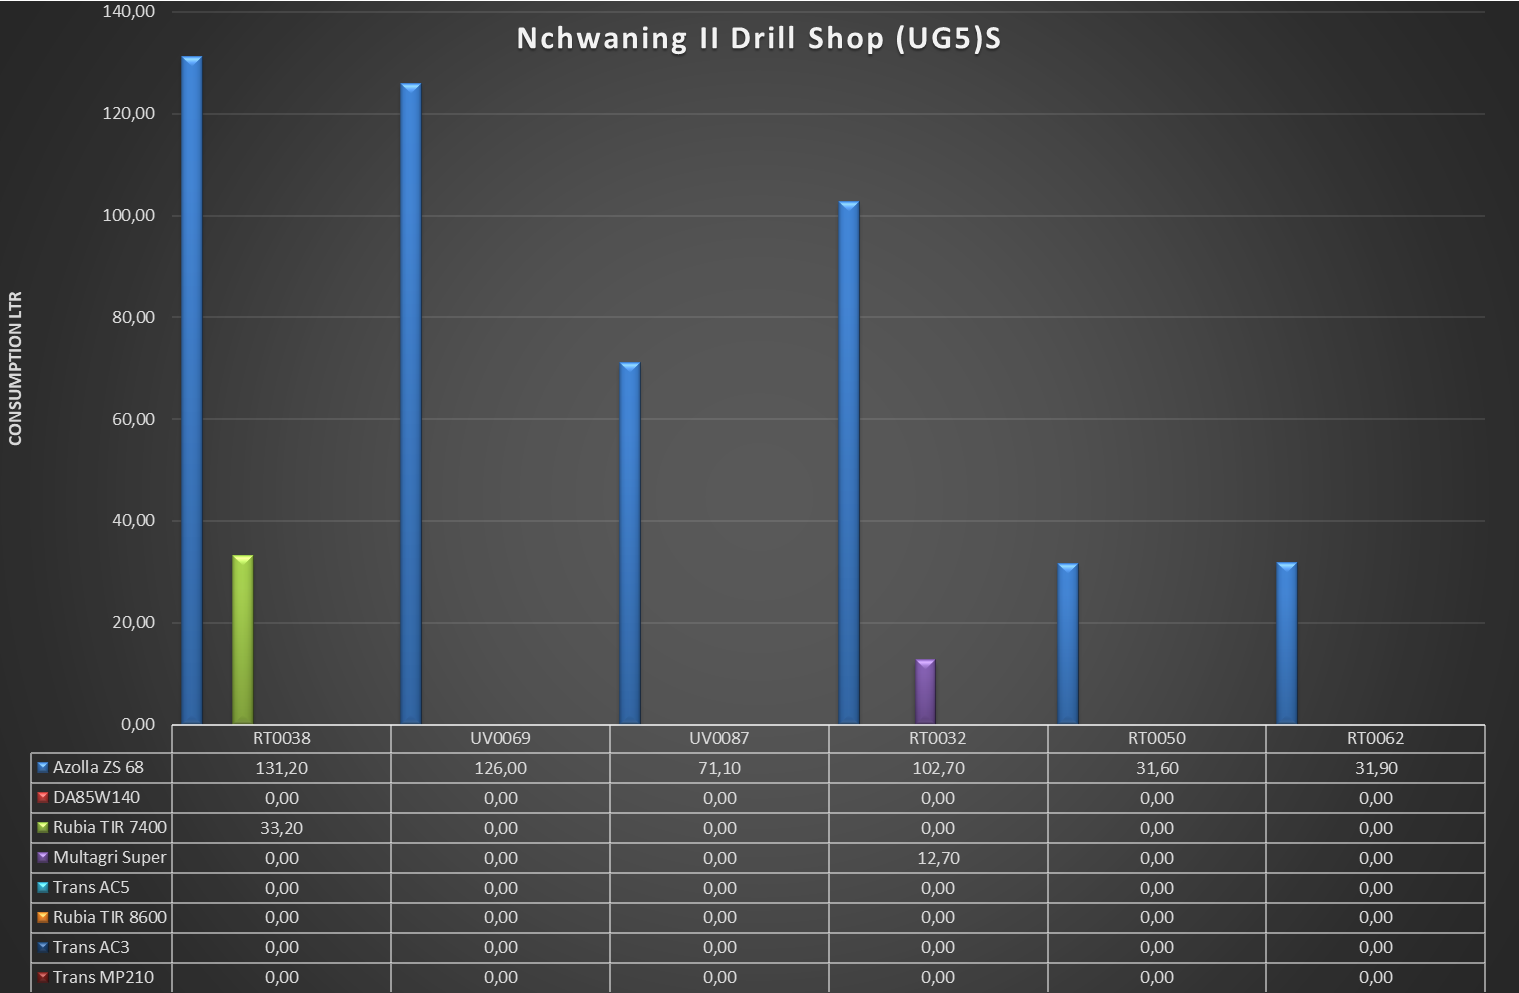 Nchwaning II Drill Shop (UG5)S
CONSUMPTION LTR
140,00
120,00
100,00
80,00
60,00
40,00
20,00
0,00
RT0038 UV0069 UV0087 RT0032 RT0050 RT0062
Azolla ZS 68 131,20 126,00 71,10 102,70 31,60 31,90
DA85W140 0,00 0,00 0,00 0,00 0,00 0,00
Rubia TIR 7400 33,20 0,00 0,00 0,00 0,00 0,00
Multagri Super 0,00 0,00 0,00 12,70 0,00 0,00
Trans AC5 0,00 0,00 0,00 0,00 0,00 0,00
Rubia TIR 8600 0,00 0,00 0,00 0,00 0,00 0,00
Trans AC3 0,00 0,00 0,00 0,00 0,00 0,00
Trans MP210 0,00 0,00 0,00 0,00 0,00 0,00